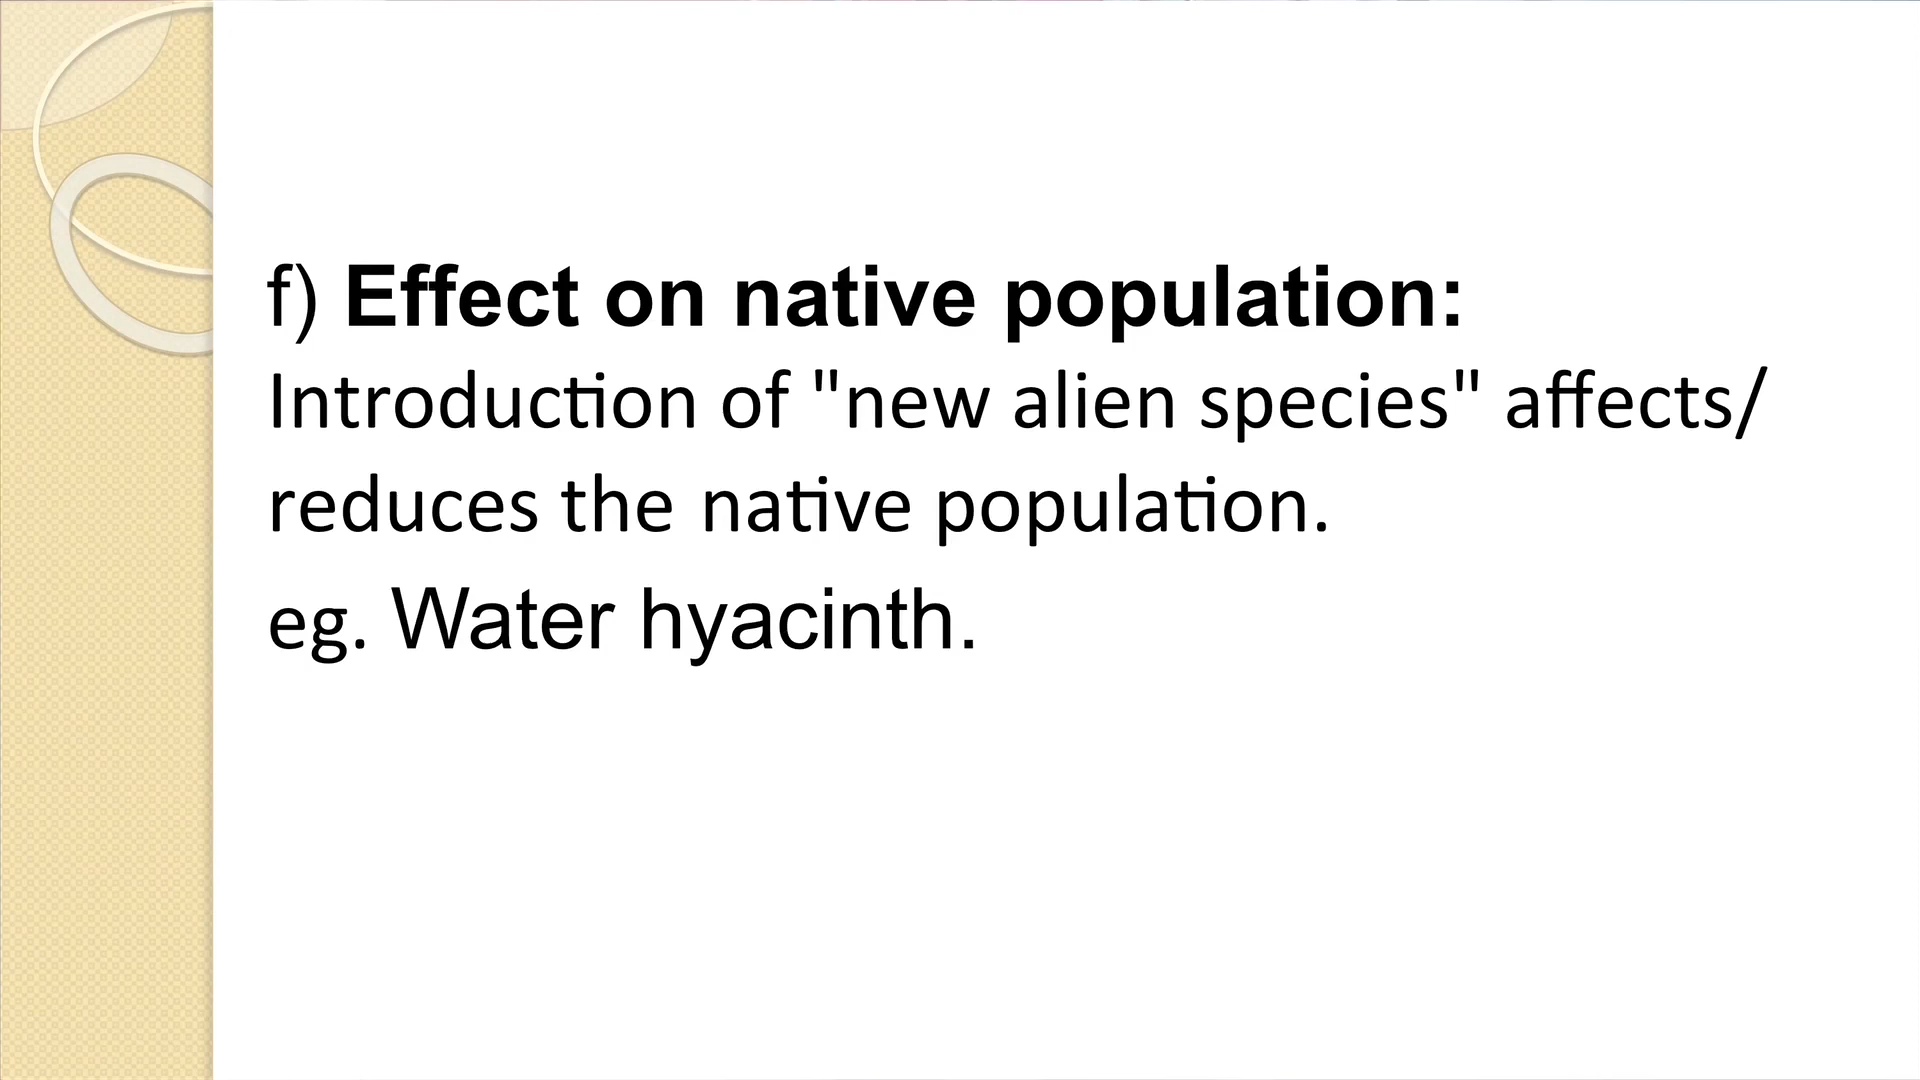 f) Effect on native population:
Introduction of "new alien species" affects/
reduces the native population.
eg. Water hyacinth.